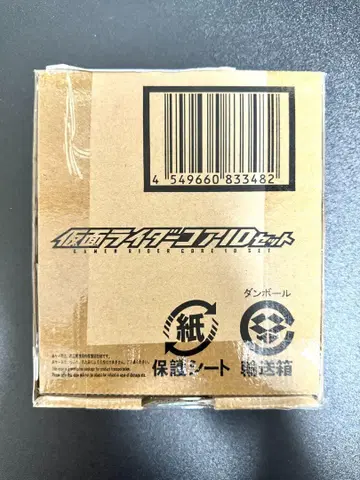 4 549660 833482
仮面ライダーコアIDセット
KAMEN RIDER CORE ID SET
ダンボール
紙
保護シート
輸送箱